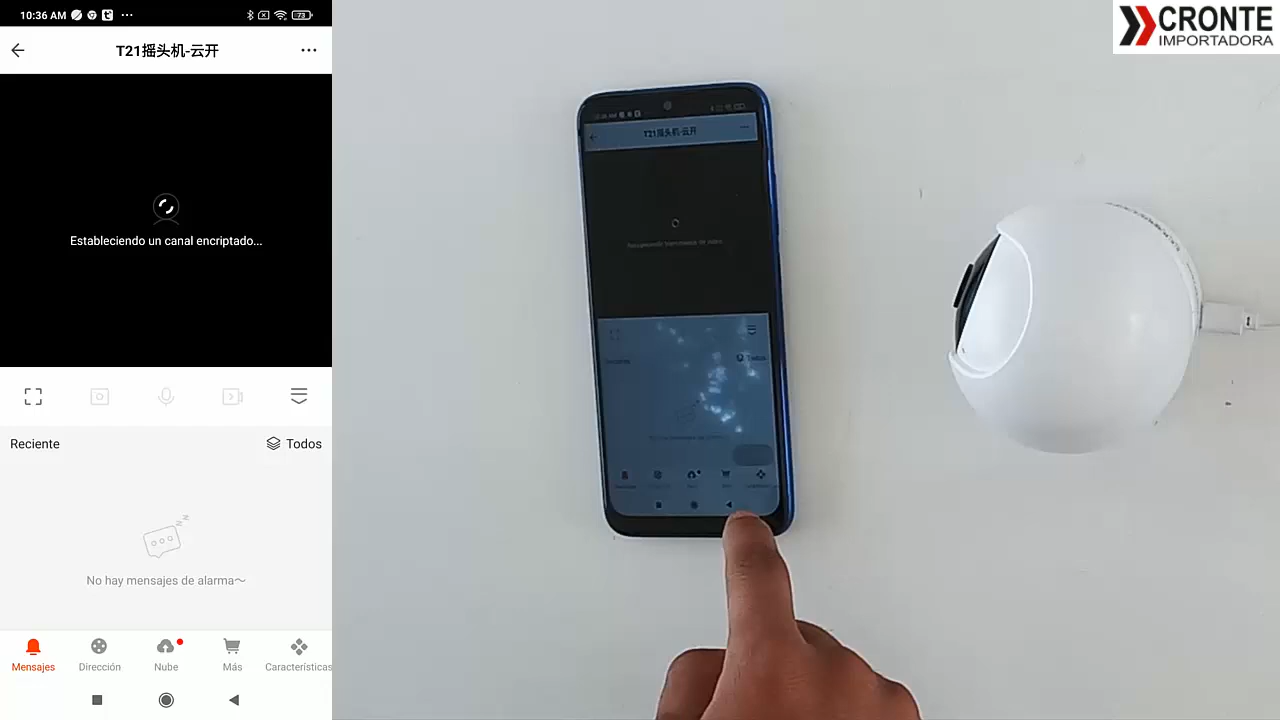 10:36 AM
73
T21摇头机-云开
Estableciendo un canal encriptado...
Reciente
Todos
No hay mensajes de alarma～
Mensajes
Dirección
Nube
Más
Características
CRONTE
IMPORTADORA
T21摇头机-云开
Todos